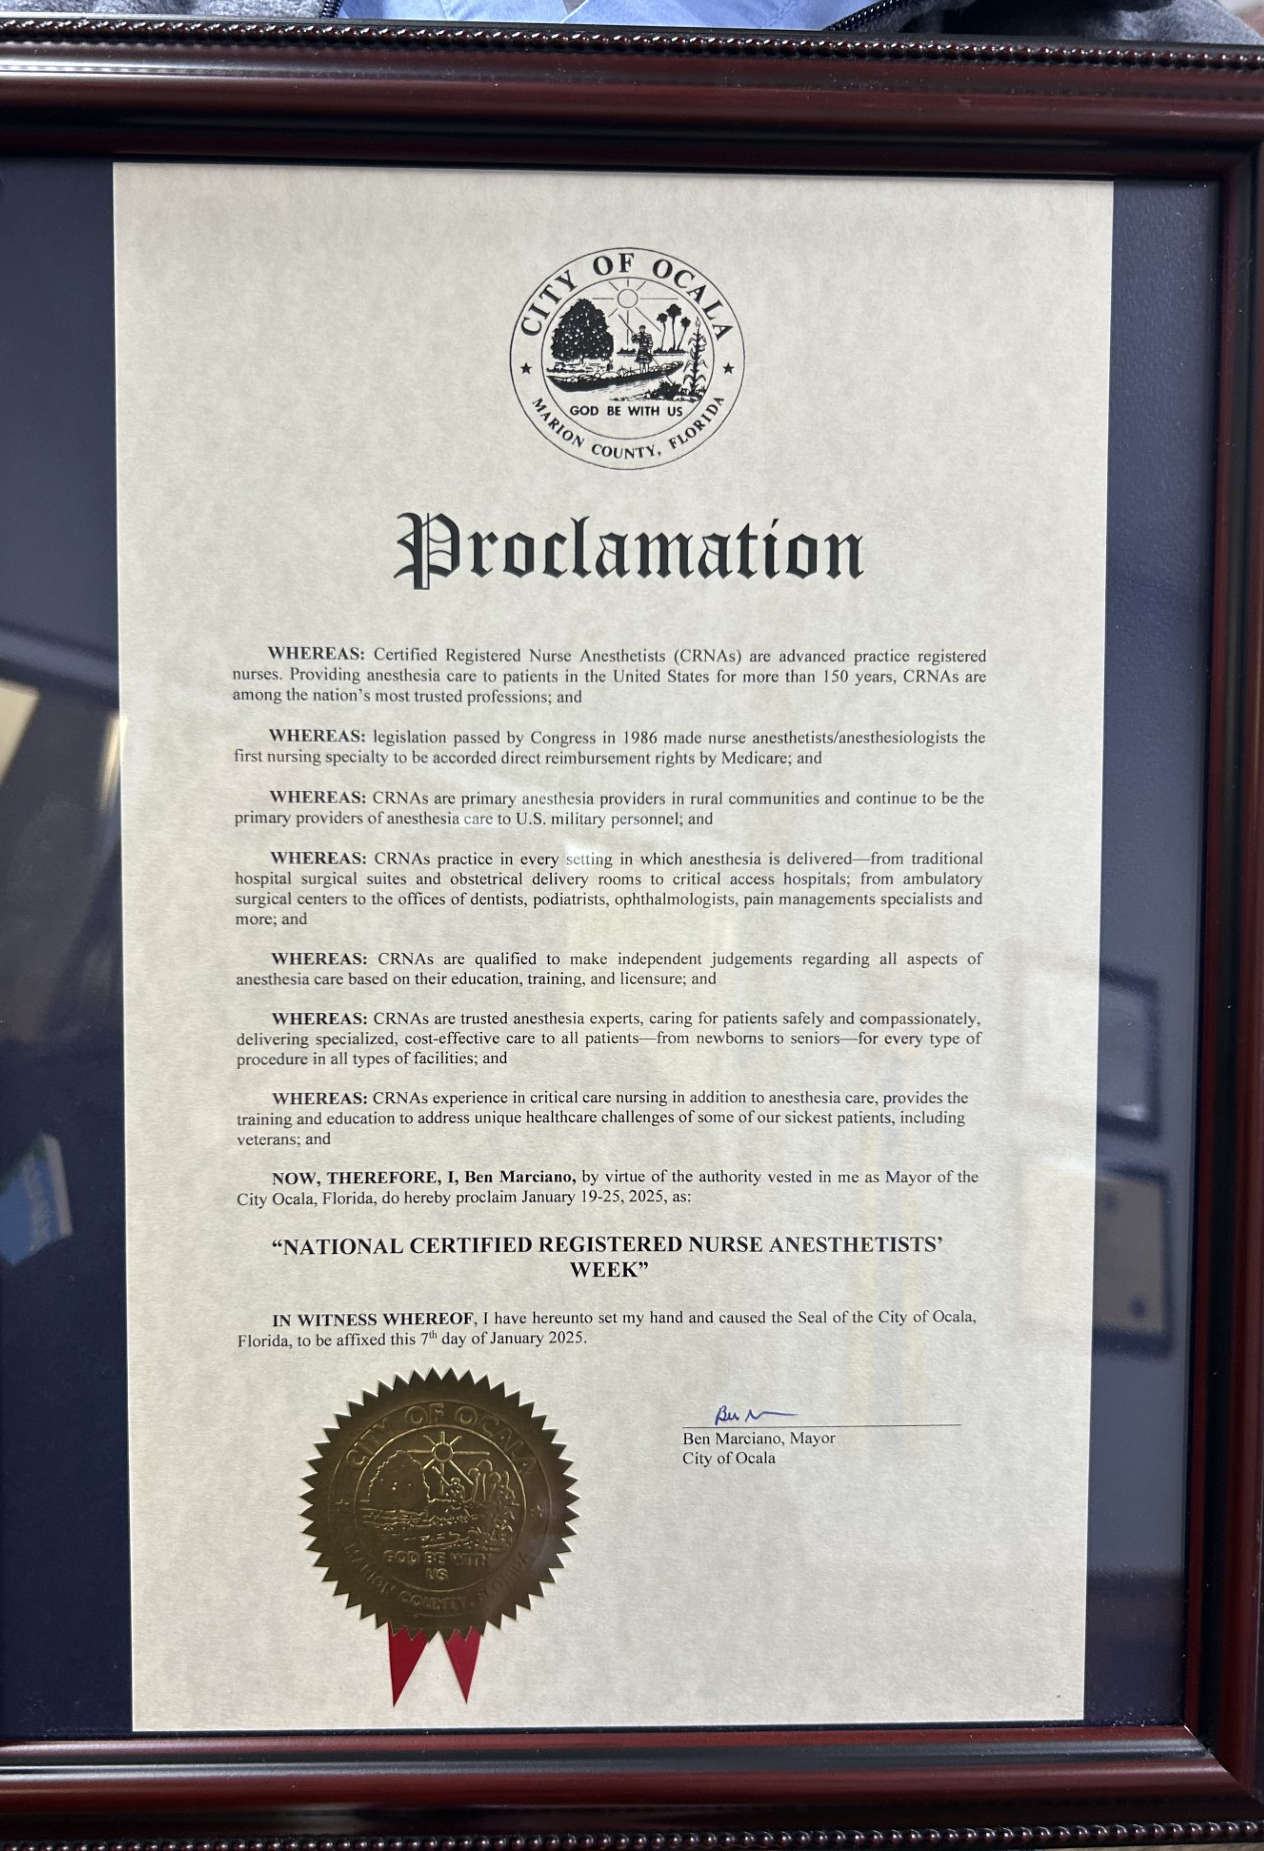 CITY OF OCALA
GOD BE WITH US
MARION COUNTY, FLORIDA
Proclamation
WHEREAS: Certified Registered Nurse Anesthetists (CRNAs) are advanced practice registered
nurses. Providing anesthesia care to patients in the United States for more than 150 years, CRNAs are
among the nation's most trusted professions; and
WHEREAS: legislation passed by Congress in 1986 made nurse anesthetists/anesthesiologists the
first nursing specialty to be accorded direct reimbursement rights by Medicare; and
WHEREAS: CRNAs are primary anesthesia providers in rural communities and continue to be the
primary providers of anesthesia care to U.S. military personnel; and
WHEREAS: CRNAs practice in every setting in which anesthesia is delivered—from traditional
hospital surgical suites and obstetrical delivery rooms to critical access hospitals; from ambulatory
surgical centers to the offices of dentists, podiatrists, ophthalmologists, pain managements specialists and
more; and
WHEREAS: CRNAs are qualified to make independent judgements regarding all aspects of
anesthesia care based on their education, training, and licensure; and
WHEREAS: CRNAs are trusted anesthesia experts, caring for patients safely and compassionately,
delivering specialized, cost-effective care to all patients—from newborns to seniors—for every type of
procedure in all types of facilities; and
WHEREAS: CRNAs experience in critical care nursing in addition to anesthesia care, provides the
training and education to address unique healthcare challenges of some of our sickest patients, including
veterans; and
NOW, THEREFORE, I, Ben Marciano, by virtue of the authority vested in me as Mayor of the
City Ocala, Florida, do hereby proclaim January 19-25, 2025, as:
“NATIONAL CERTIFIED REGISTERED NURSE ANESTHETISTS’
WEEK”
IN WITNESS WHEREOF, I have hereunto set my hand and caused the Seal of the City of Ocala,
Florida, to be affixed this 7th day of January 2025.
Ben Marciano, Mayor
City of Ocala
CITY OF OCALA
GOD BE WITH
US
MARION COUNTY, FLORIDA